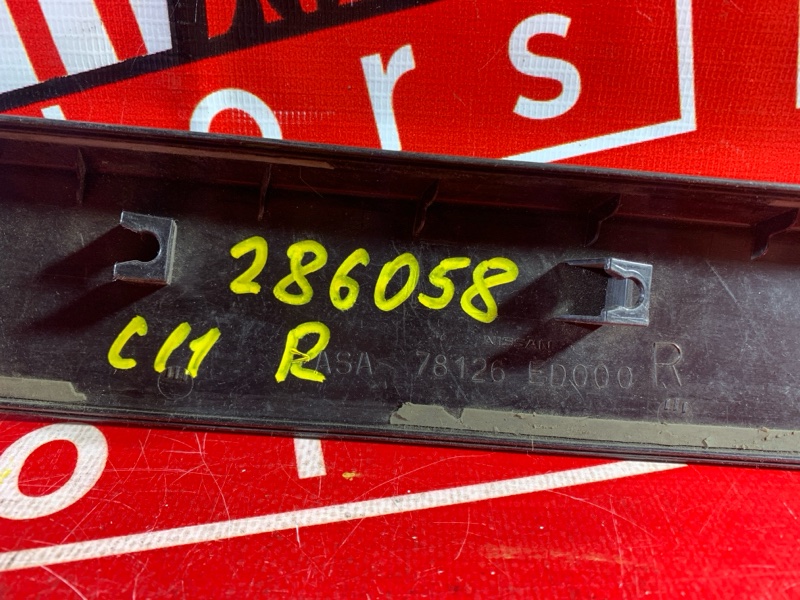 ors
286058
NISSAN
C11 R
ASA 78126 ED000 R